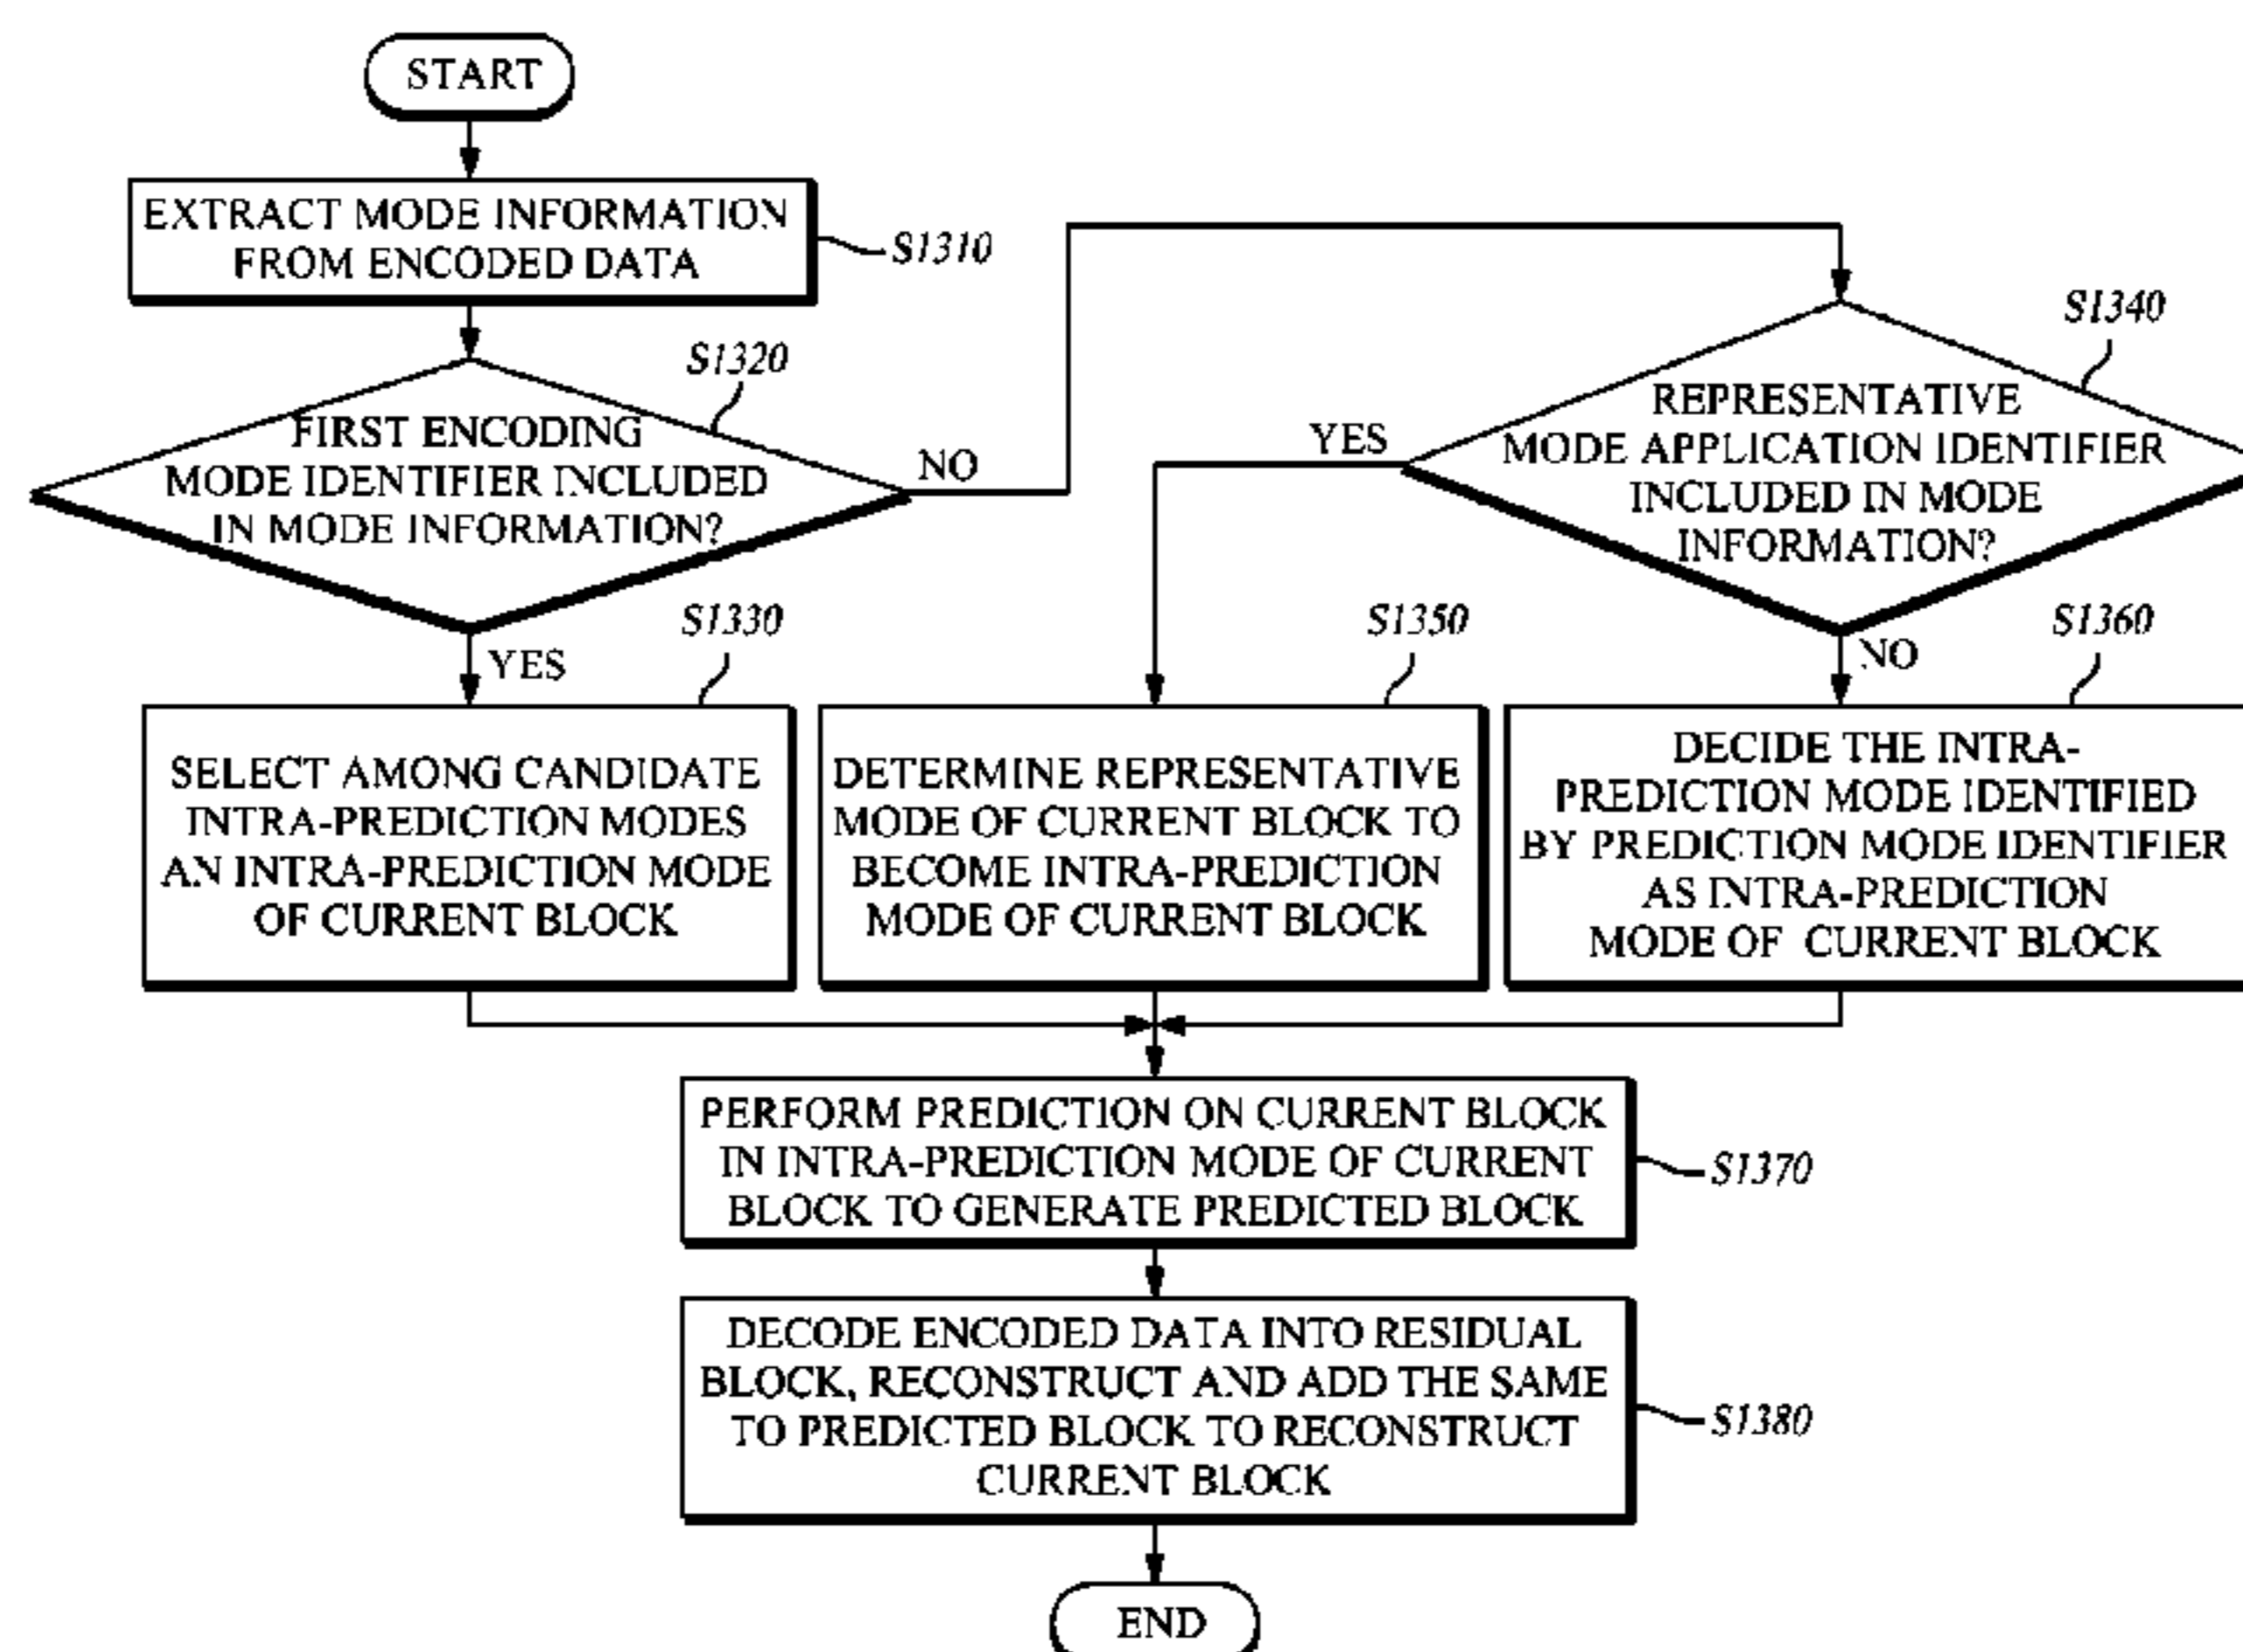 START
EXTRACT MODE INFORMATION
FROM ENCODED DATA
S1310
S1320
FIRST ENCODING
MODE IDENTIFIER INCLUDED
IN MODE INFORMATION?
NO
YES
S1340
REPRESENTATIVE
MODE APPLICATION IDENTIFIER
INCLUDED IN MODE
INFORMATION?
YES
NO
S1330
SELECT AMONG CANDIDATE
INTRA-PREDICTION MODES
AN INTRA-PREDICTION MODE
OF CURRENT BLOCK
S1350
DETERMINE REPRESENTATIVE
MODE OF CURRENT BLOCK TO
BECOME INTRA-PREDICTION
MODE OF CURRENT BLOCK
S1360
DECIDE THE INTRA-
PREDICTION MODE IDENTIFIED
BY PREDICTION MODE IDENTIFIER
AS INTRA-PREDICTION
MODE OF CURRENT BLOCK
PERFORM PREDICTION ON CURRENT BLOCK
IN INTRA-PREDICTION MODE OF CURRENT
BLOCK TO GENERATE PREDICTED BLOCK
S1370
DECODE ENCODED DATA INTO RESIDUAL
BLOCK, RECONSTRUCT AND ADD THE SAME
TO PREDICTED BLOCK TO RECONSTRUCT
CURRENT BLOCK
S1380
END